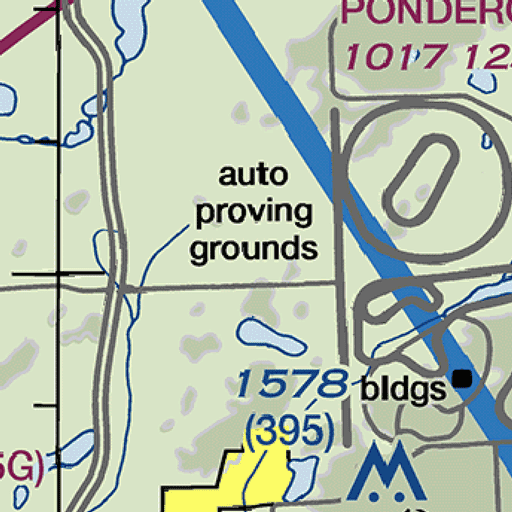 PONDERO
1017 12
auto
proving
grounds
1578
bldgs
(395)
5G)